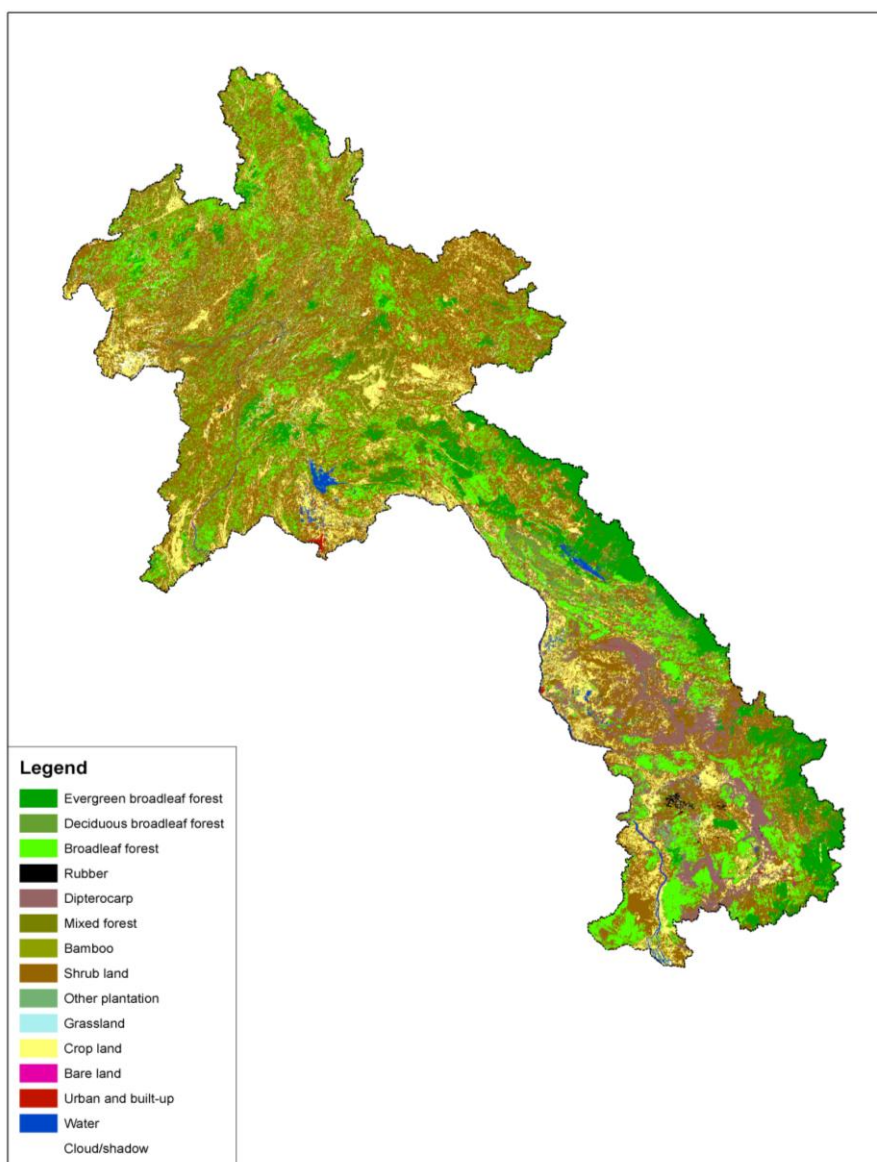 Legend
Evergreen broadleaf forest
Deciduous broadleaf forest
Broadleaf forest
Rubber
Dipterocarp
Mixed forest
Bamboo
Shrub land
Other plantation
Grassland
Crop land
Bare land
Urban and built-up
Water
Cloud/shadow